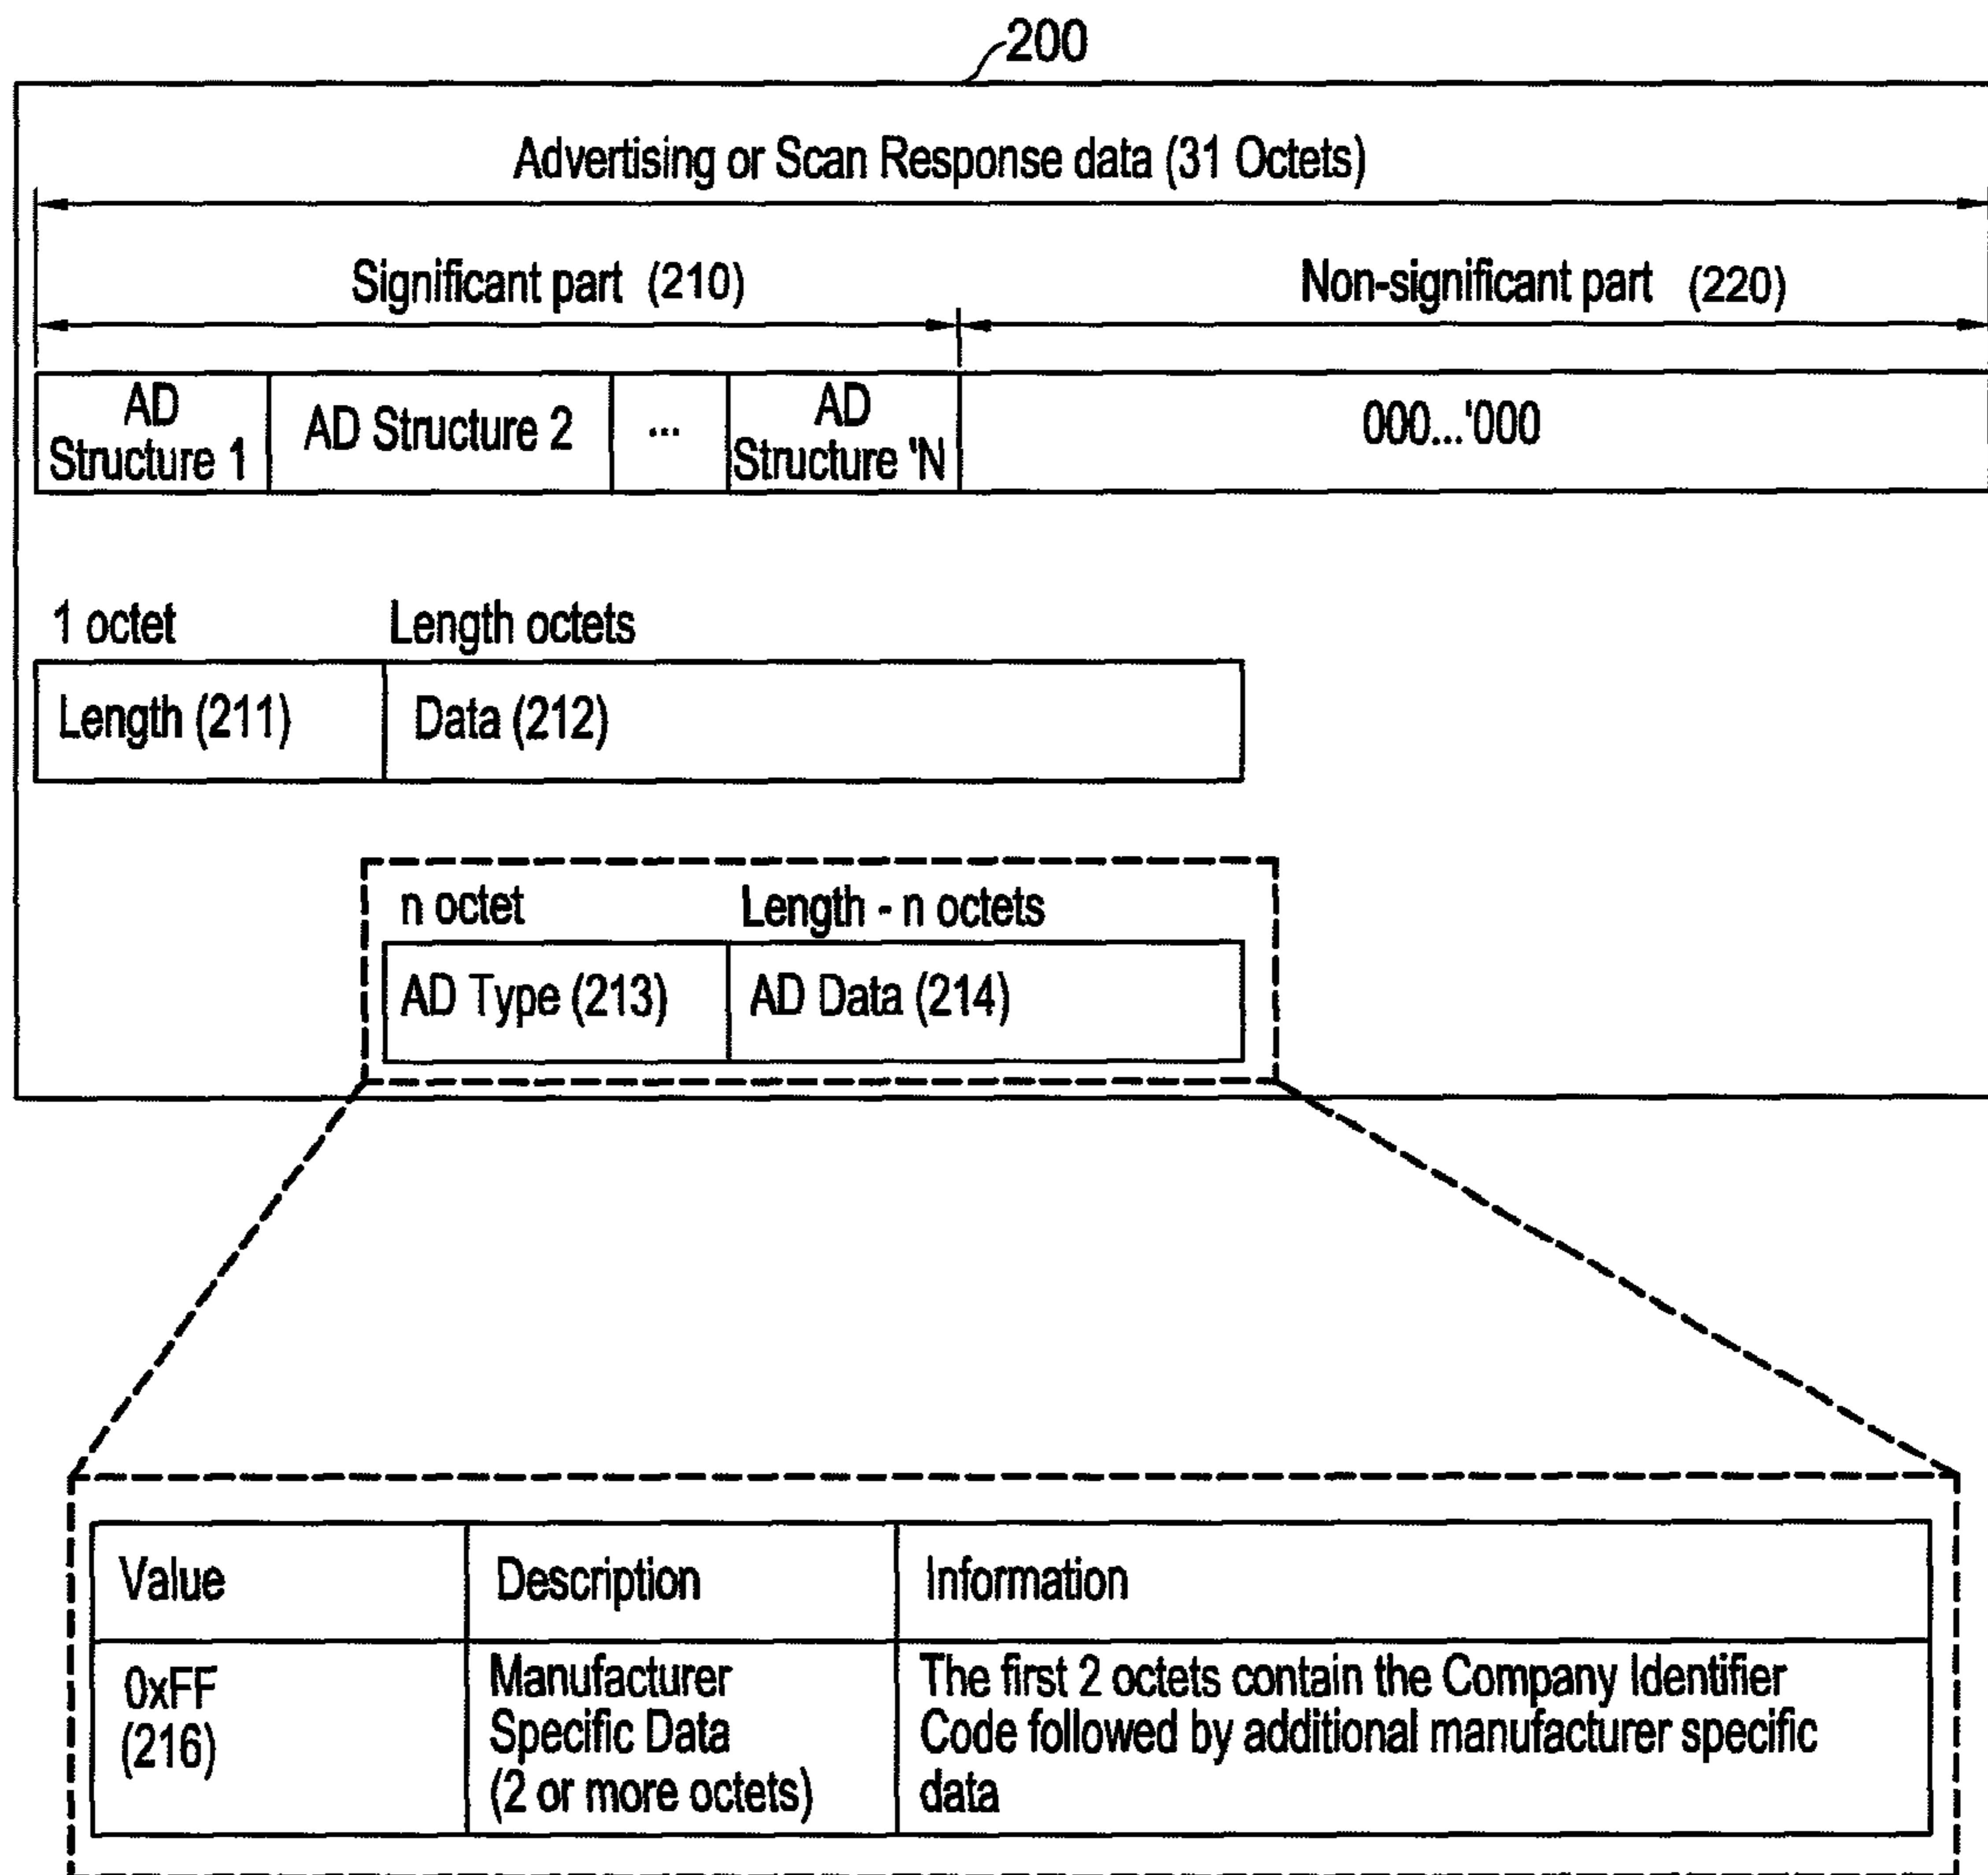 200
Advertising or Scan Response data (31 Octets)
Significant part (210)
Non-significant part (220)
AD
Structure 1
AD Structure 2
...
AD
Structure 'N
000...'000
1 octet
Length octets
Length (211)
Data (212)
n octet
Length - n octets
AD Type (213)
AD Data (214)
Value
Description
Information
0xFF
(216)
Manufacturer
Specific Data
(2 or more octets)
The first 2 octets contain the Company Identifier
Code followed by additional manufacturer specific
data